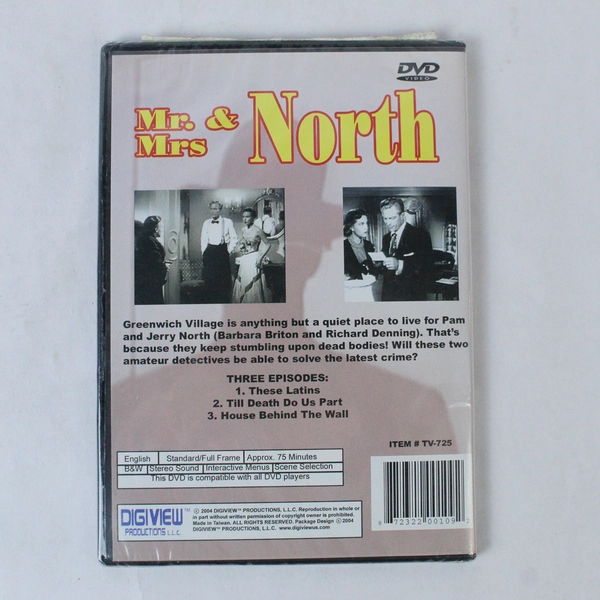 DVD
VIDEO
Mr. & North
Mrs
Greenwich Village is anything but a quiet place to live for Pam
and Jerry North (Barbara Briton and Richard Denning). That's
because they keep stumbling upon dead bodies! Will these two
amateur detectives be able to solve the latest crime?
THREE EPISODES:
1. These Latins
2. Till Death Do Us Part
3. House Behind The Wall
ITEM # TV-725
English Standard/Full Frame Approx. 75 Minutes
B&W Stereo Sound Interactive Menus Scene Selection
This DVD is compatible with all DVD players
DIGIVIEW™
PRODUCTIONS L.L.C.
© 2004 DIGIVIEW™ PRODUCTIONS, L.L.C. Reproduction in whole or
in part without written permission of copyright owner is prohibited.
Made in Taiwan. ALL RIGHTS RESERVED. Package Design © 2004
DIGIVIEW™ PRODUCTIONS, L.L.C. www.digiviewus.com
8 72322 00109